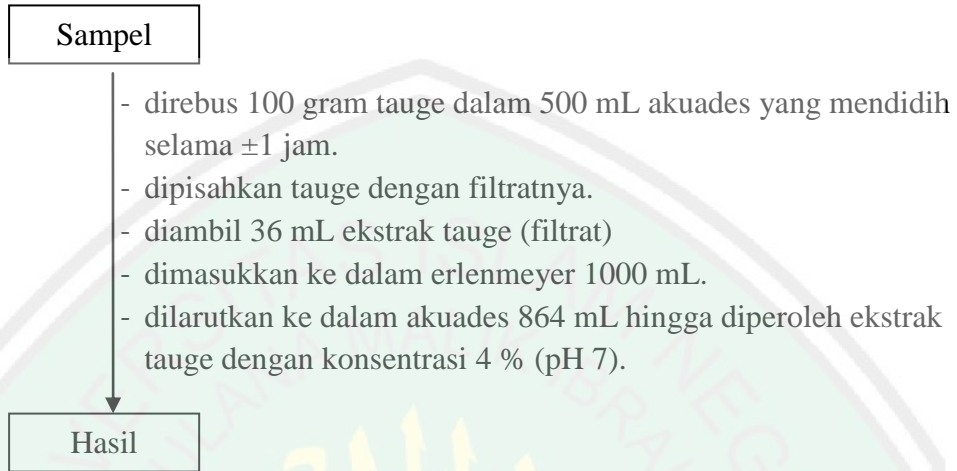 Sampel
- direbus 100 gram tauge dalam 500 mL akuades yang mendidih
selama ±1 jam.
- dipisahkan tauge dengan filtratnya.
- diambil 36 mL ekstrak tauge (filtrat)
- dimasukkan ke dalam erlenmeyer 1000 mL.
- dilarutkan ke dalam akuades 864 mL hingga diperoleh ekstrak
tauge dengan konsentrasi 4 % (pH 7).
Hasil